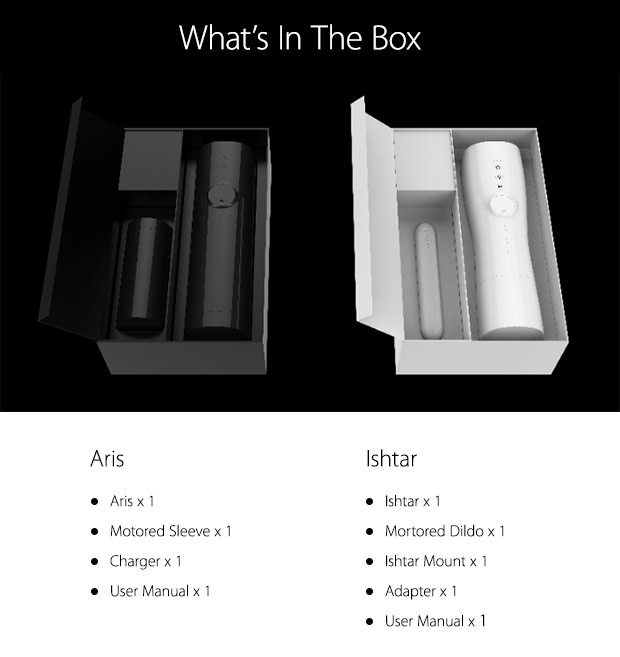 What's In The Box
Aris
Aris x 1
Motored Sleeve x 1
Charger x 1
User Manual x 1
Ishtar
Ishtar x 1
Mortored Dildo x 1
Ishtar Mount x 1
Adapter x 1
User Manual x 1